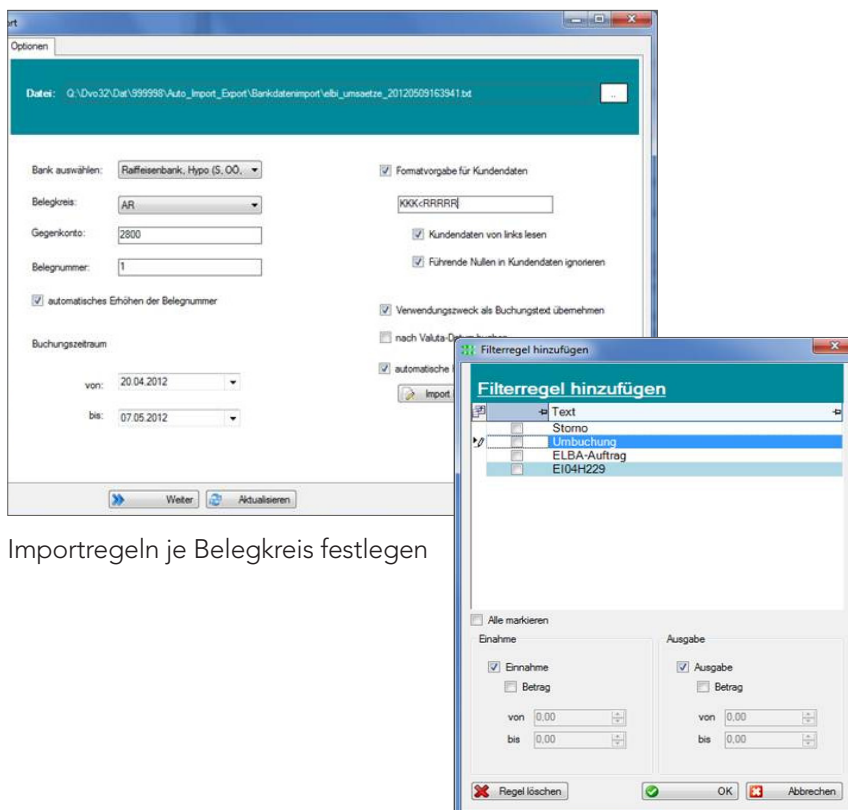 rt
Optionen
Datei: Q:\Dvo32\Dat\999998\Auto_Import_Export\Bankdatenimport\elbi_umsaetze_20120509163941.txt
..
Bank auswählen: Raiffeisenbank, Hypo (S, OÖ,
Belegkreis: AR
Gegenkonto: 2800
Belegnummer: 1
automatisches Erhöhen der Belegnummer
Buchungszeitraum
von: 20.04.2012
bis: 07.05.2012
Formatvorgabe für Kundendaten
KKK<RRRRR
Kundendaten von links lesen
Führende Nullen in Kundendaten ignorieren
Verwendungszweck als Buchungstext übernehmen
nach Valuta-Datum buchen
automatische
Import
Weiter
Aktualisieren
Importregeln je Belegkreis festlegen
Filterregel hinzufügen
Filterregel hinzufügen
Text
Storno
Umbuchung
ELBA-Auftrag
EI04H229
Alle markieren
Einahme
Einnahme
Betrag
von 0,00
bis 0,00
Ausgabe
Ausgabe
Betrag
von 0,00
bis 0,00
Regel löschen
OK
Abbrechen